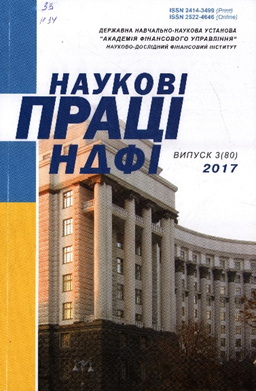 33
И 34
ISSN 2414-3499 (Print)
ISSN 2522-4646 (Online)
ДЕРЖАВНА НАВЧАЛЬНО-НАУКОВА УСТАНОВА
"АКАДЕМІЯ ФІНАНСОВОГО УПРАВЛІННЯ"
НАУКОВО-ДОСЛІДНИЙ ФІНАНСОВИЙ ІНСТИТУТ
НАУКОВІ
ПРАЦІ
НДФІ
ВИПУСК 3(80)
2017